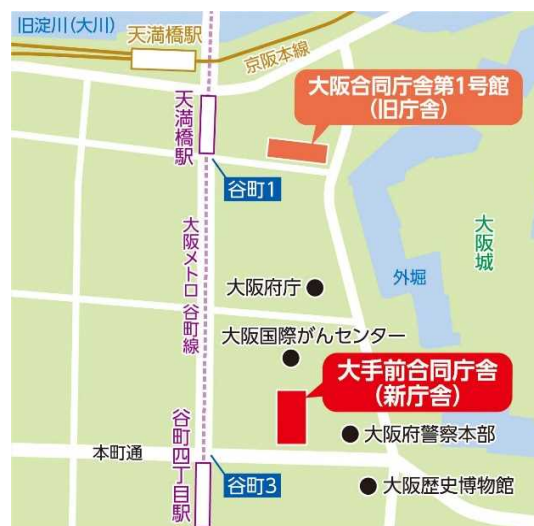 旧淀川(大川)
天満橋駅
京阪本線
大阪合同庁舎第1号館
(旧庁舎)
天満橋駅
谷町1
大阪メトロ 谷町線
大阪城
外堀
大阪府庁
大阪国際がんセンター
大手前合同庁舎
(新庁舎)
谷町四丁目駅
大阪府警察本部
本町通
谷町3
大阪歴史博物館